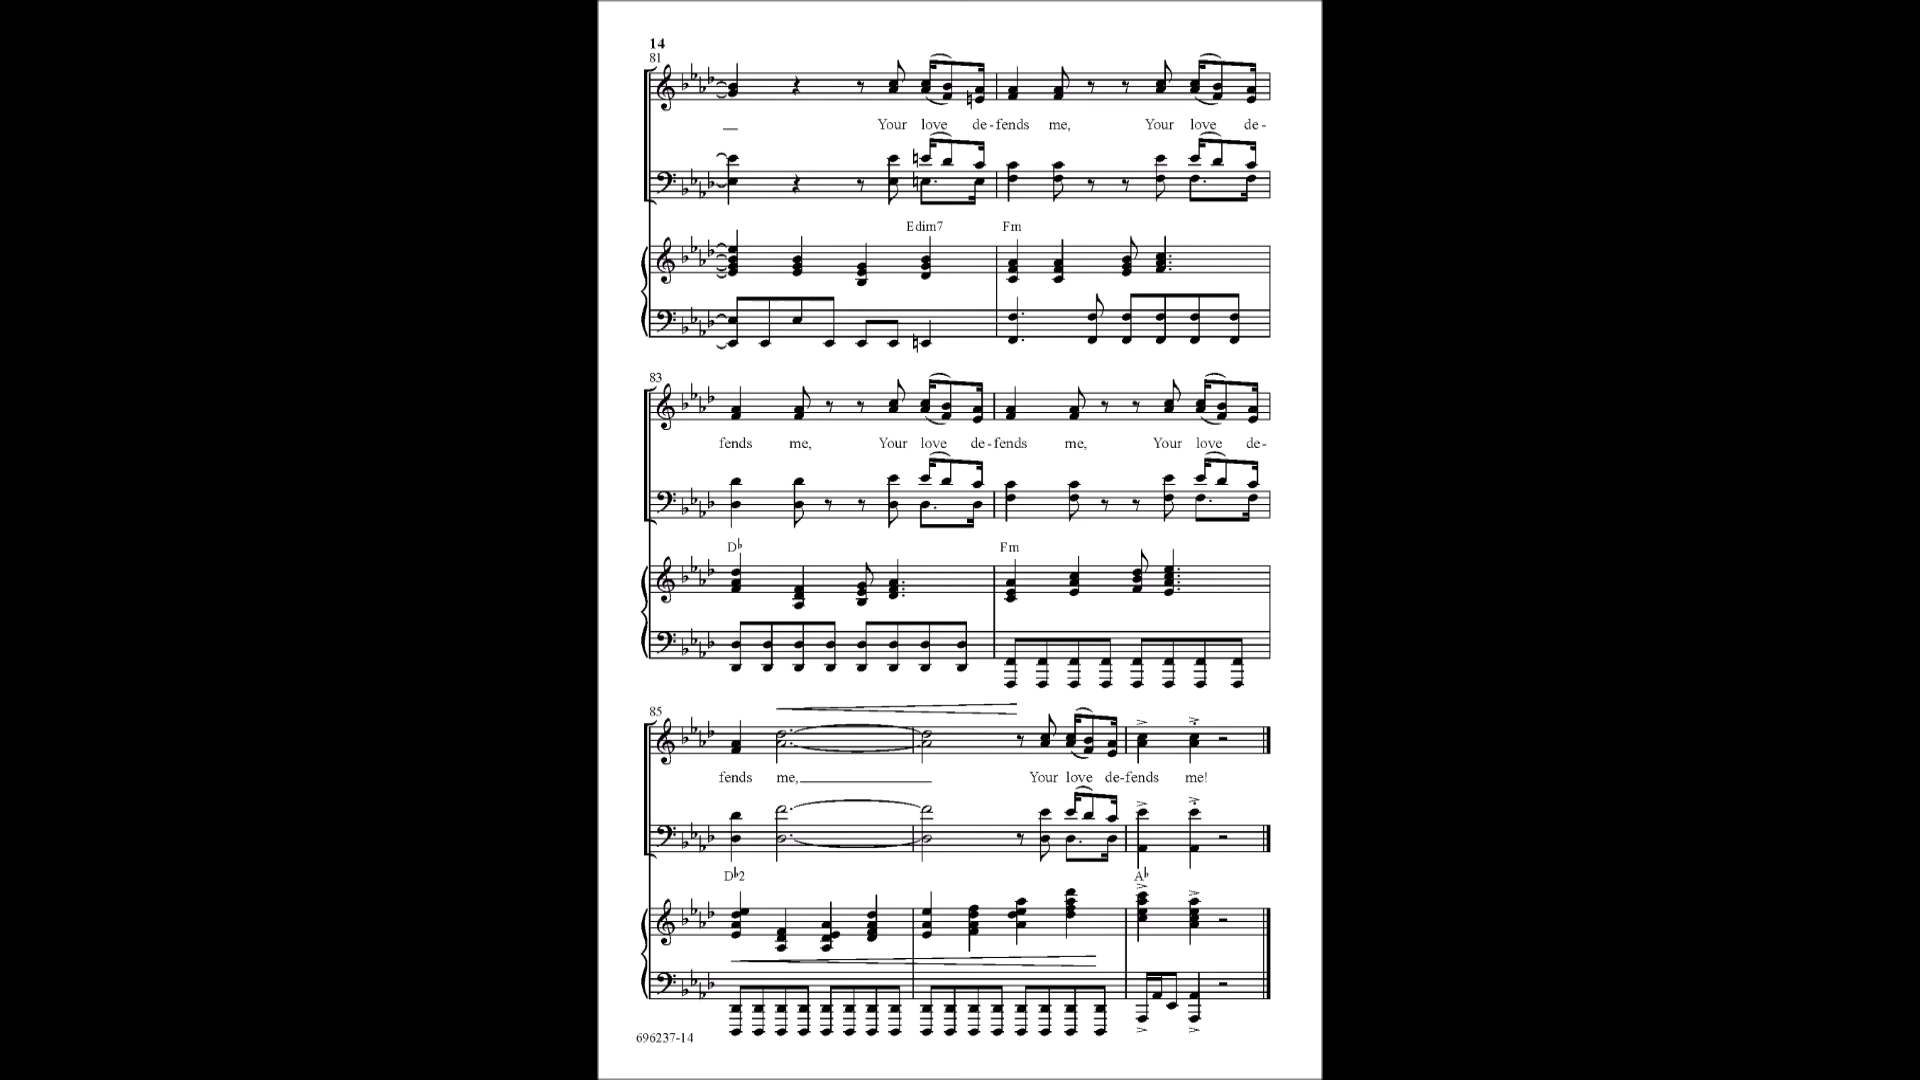 14
81
Your love de-fends me, Your love de-
Edim7 Fm
83
fends me, Your love de-fends me, Your love de-
D♭ Fm
85
fends me, Your love de-fends me!
D♭2 A♭
696237-14